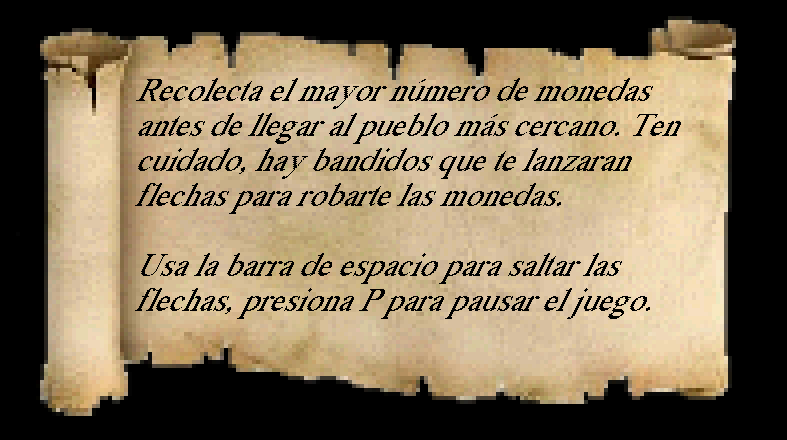 Recolecta el mayor número de monedas
antes de llegar al pueblo más cercano. Ten
cuidado, hay bandidos que te lanzaran
flechas para robarte las monedas.
Usa la barra de espacio para saltar las
flechas, presiona P para pausar el juego.